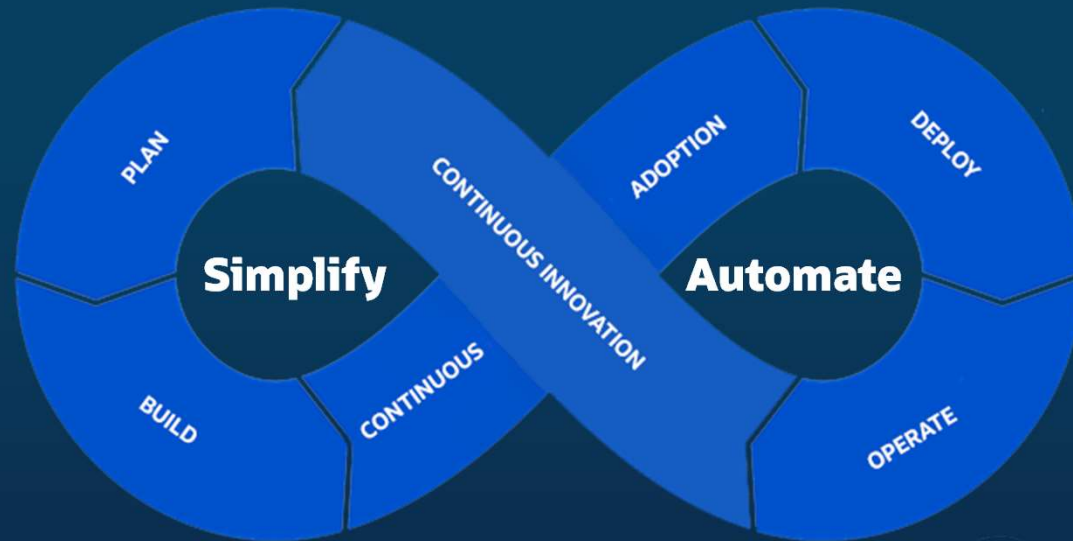 PLAN
CONTINUOUS INNOVATION
ADOPTION
DEPLOY
Simplify
Automate
BUILD
CONTINUOUS
OPERATE